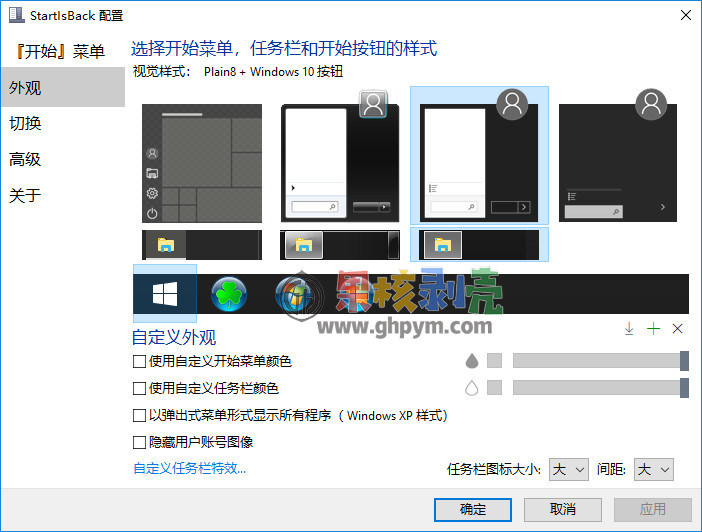 StartIsBack 配置
『开始』菜单
外观
切换
高级
关于
选择开始菜单，任务栏和开始按钮的样式
视觉样式： Plain8 + Windows 10 按钮
果核剥壳
www.ghpym.com
自定义外观
使用自定义开始菜单颜色
使用自定义任务栏颜色
以弹出式菜单形式显示所有程序（ Windows XP 样式）
隐藏用户账号图像
自定义任务栏特效...
任务栏图标大小: 大 间距: 大
确定 取消 应用